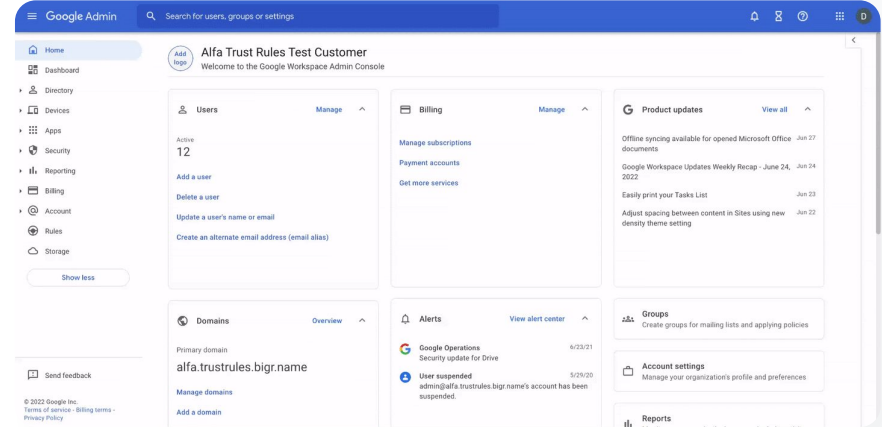 Google Admin
Search for users, groups or settings
D
Home
Dashboard
Directory
Devices
Apps
Security
Reporting
Billing
Account
Rules
Storage
Show less
Send feedback
© 2022 Google Inc.
Terms of service - Billing terms -
Privacy Policy
Add
logo
Alfa Trust Rules Test Customer
Welcome to the Google Workspace Admin Console
Users
Manage
Active
12
Add a user
Delete a user
Update a user's name or email
Create an alternate email address (email alias)
Billing
Manage
Manage subscriptions
Payment accounts
Get more services
Product updates
View all
Offline syncing available for opened Microsoft Office Jun 27
documents
Google Workspace Updates Weekly Recap - June 24, Jun 24
2022
Easily print your Tasks List Jun 23
Adjust spacing between content in Sites using new Jun 22
density theme setting
Domains
Overview
Primary domain
alfa.trustrules.bigr.name
Manage domains
Add a domain
Alerts
View alert center
Google Operations 6/23/21
Security update for Drive
User suspended 5/29/20
admin@alfa.trustrules.bigr.name's account has been
suspended.
Groups
Create groups for mailing lists and applying policies
Account settings
Manage your organization's profile and preferences
Reports